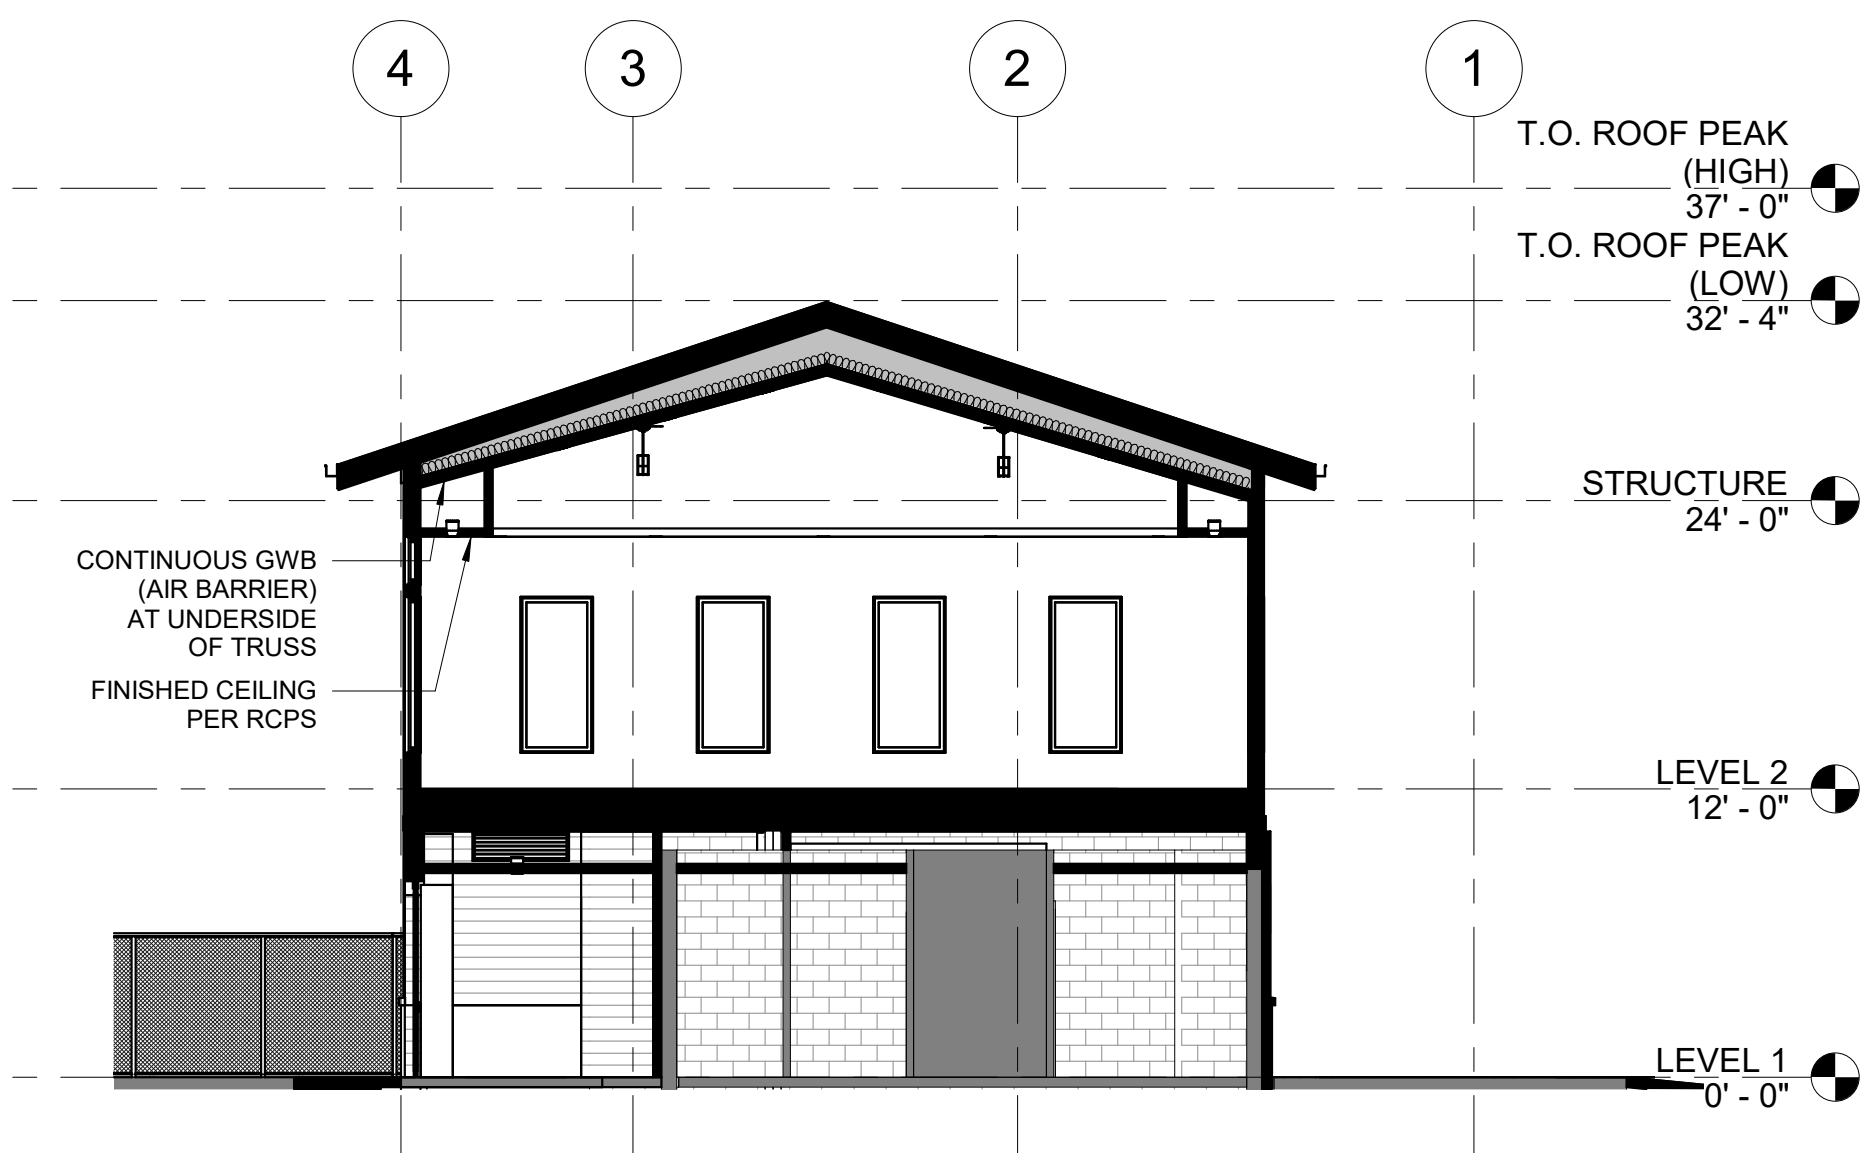 4
3
2
1
T.O. ROOF PEAK
(HIGH)
37' - 0"
T.O. ROOF PEAK
(LOW)
32' - 4"
STRUCTURE
24' - 0"
CONTINUOUS GWB
(AIR BARRIER)
AT UNDERSIDE
OF TRUSS
FINISHED CEILING
PER RCPS
LEVEL 2
12' - 0"
LEVEL 1
0' - 0"